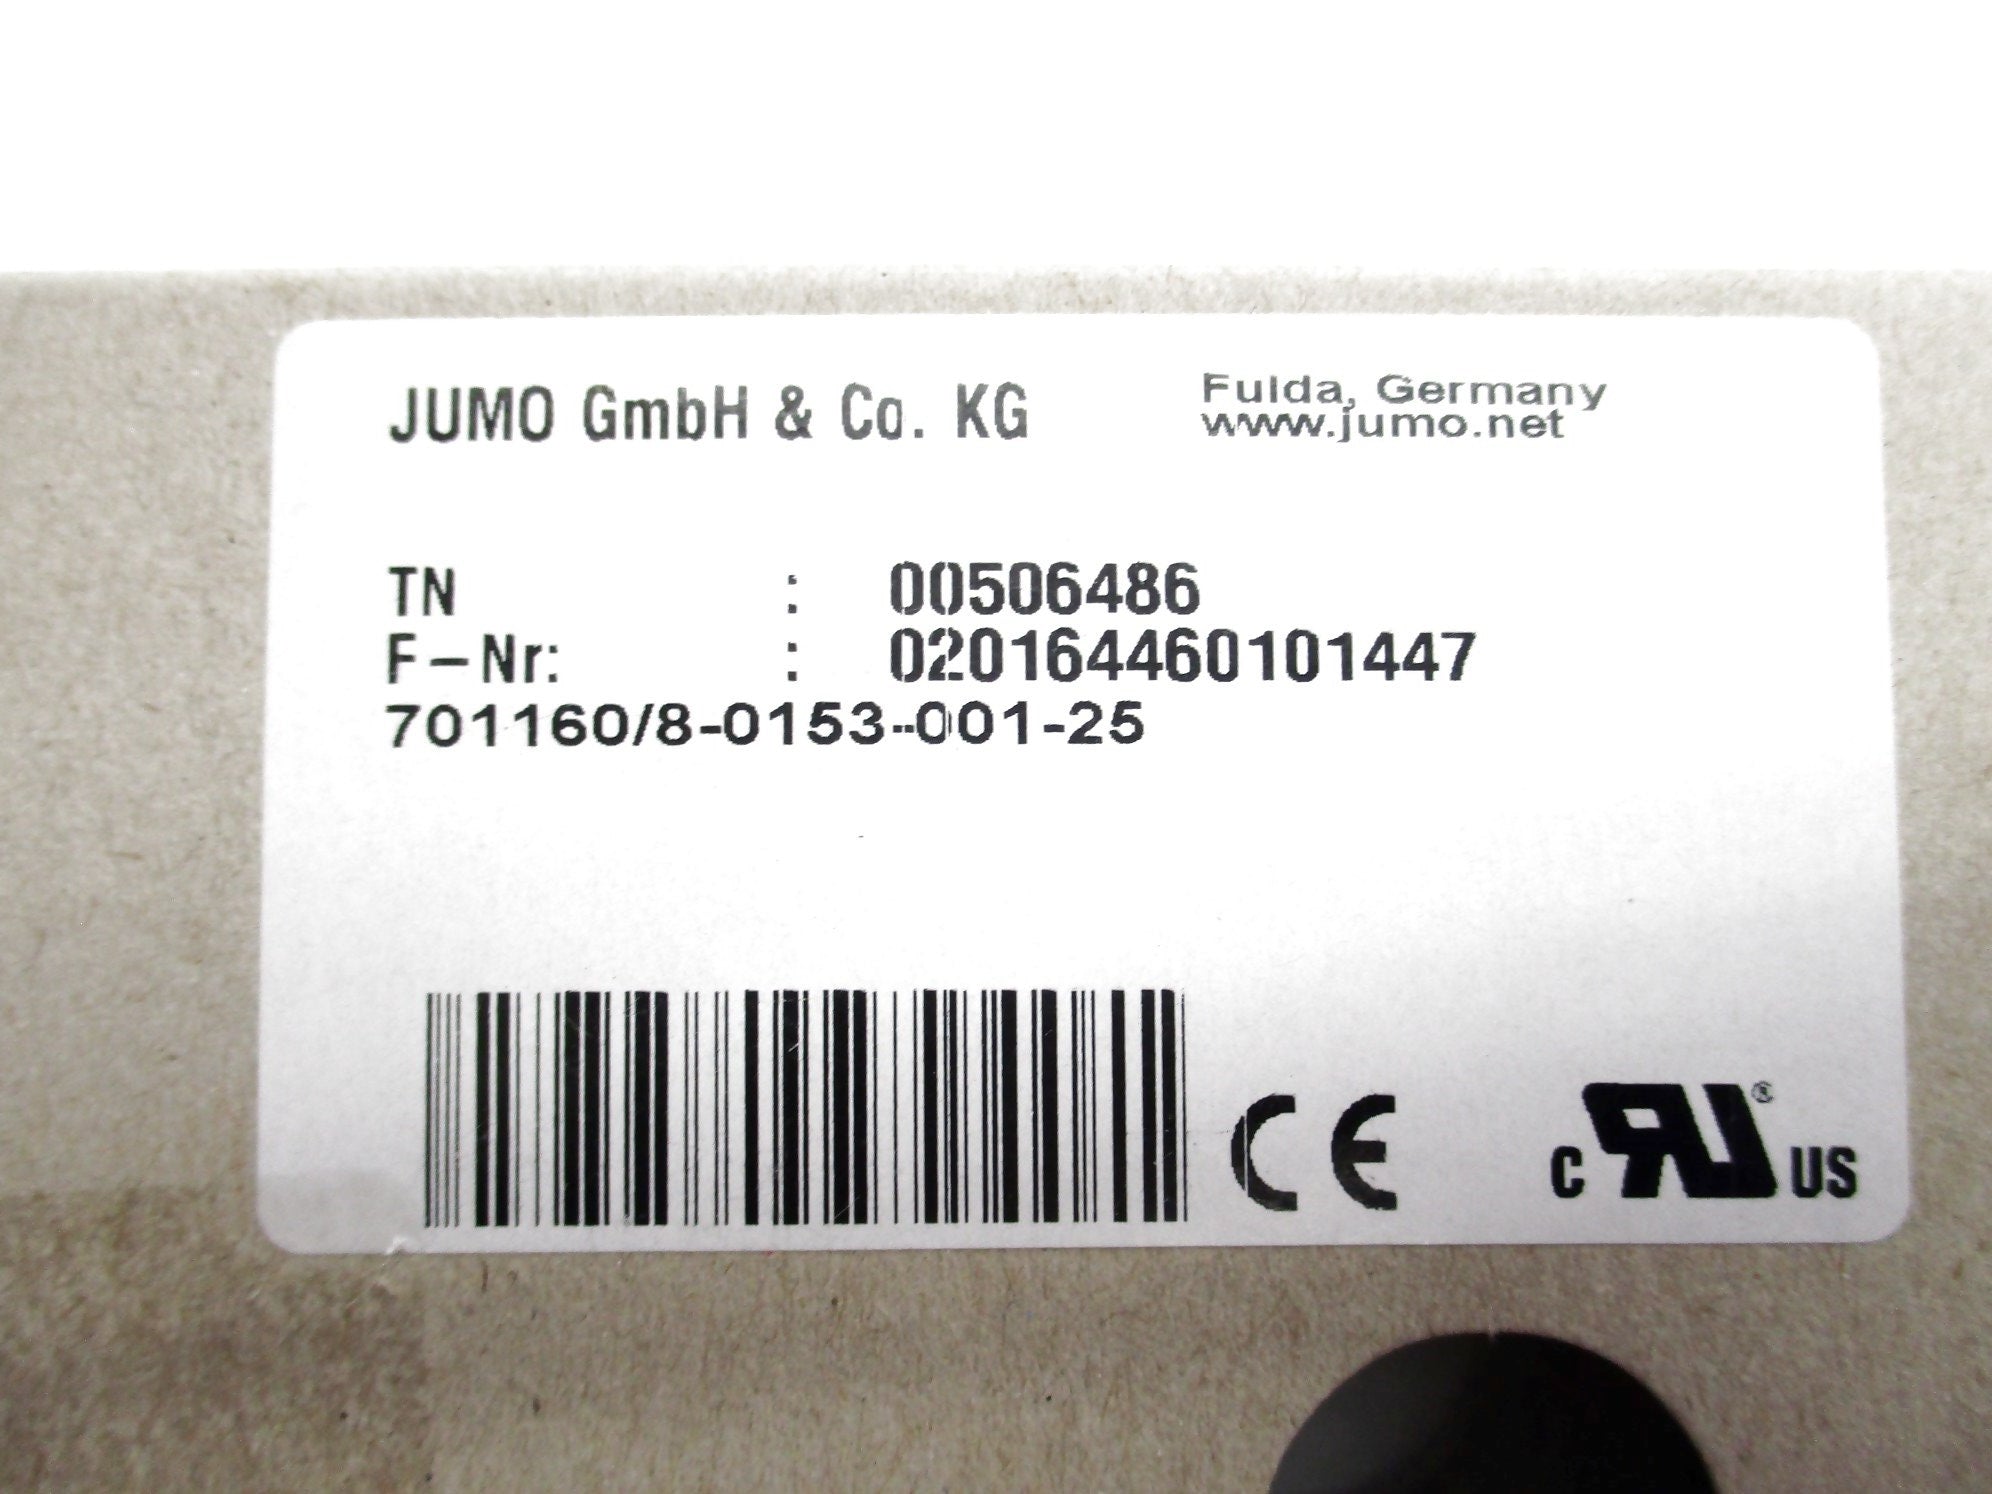 JUMO GmbH & Co. KG
Fulda, Germany
www.jumo.net
TN : 00506486
F-Nr: : 020164460101447
701160/8-0153-001-25
CE
c RU ® US